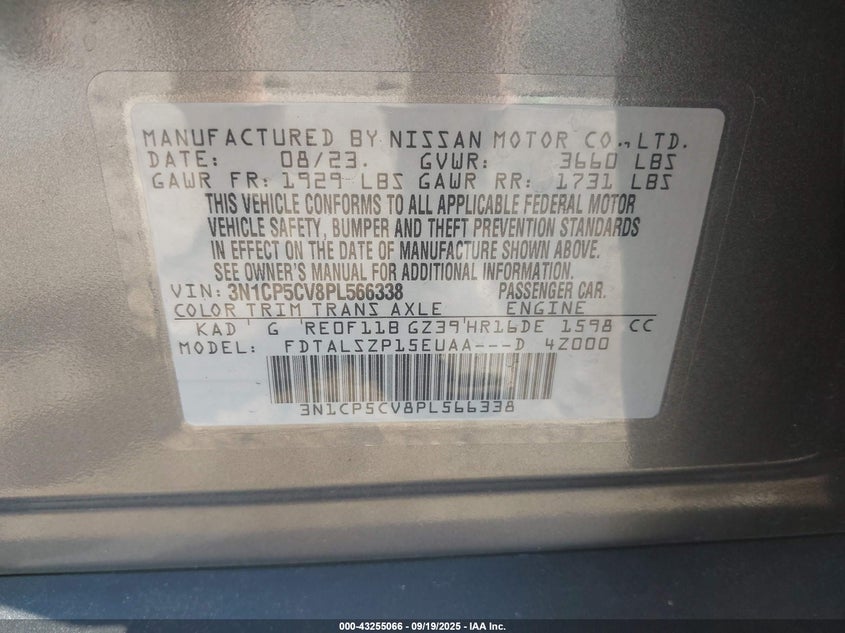 MANUFACTURED BY NISSAN MOTOR CO., LTD.
DATE: 08/23. GVWR: 3660 LBS
GAWR FR: 1929 LBS GAWR RR: 1731 LBS
THIS VEHICLE CONFORMS TO ALL APPLICABLE FEDERAL MOTOR
VEHICLE SAFETY, BUMPER AND THEFT PREVENTION STANDARDS
IN EFFECT ON THE DATE OF MANUFACTURE SHOWN ABOVE.
SEE OWNER'S MANUAL FOR ADDITIONAL INFORMATION.
VIN: 3N1CP5CV8PL566338 PASSENGER CAR.
COLOR TRIM TRANS AXLE ENGINE
KAD G RE0F11B GZ39 HR16DE 1598 CC
MODEL: FDTALSZP15EUAA---D 4Z000
3N1CP5CV8PL566338
000-43255066 - 09/19/2025 - IAA Inc.